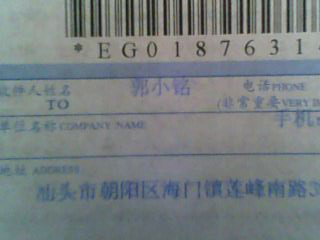 *EG01876314
收件人姓名 郭小铭 电话PHONE
TO (非常重要VERY IM
单位名称COMPANY NAME 手机:
地址 ADDRESS
汕头市朝阳区海门镇莲峰南路3